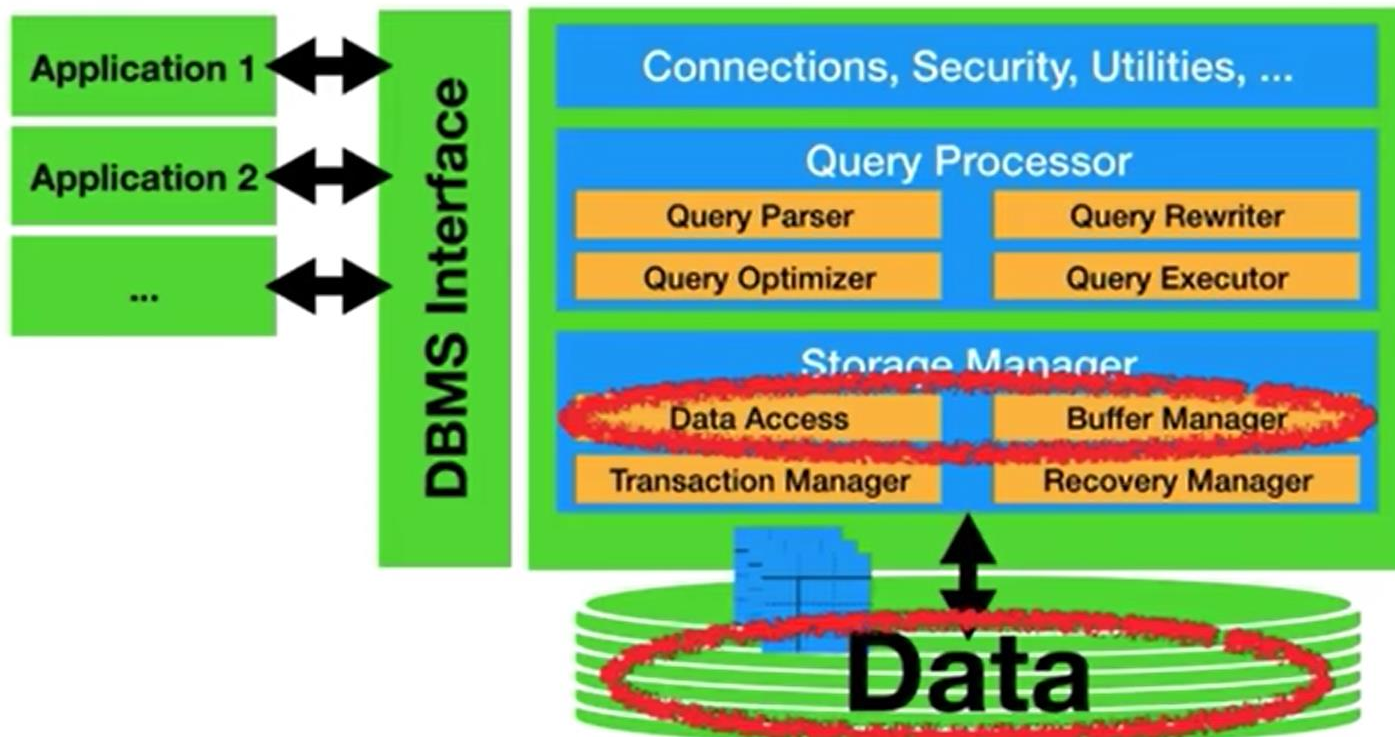 Application 1
Application 2
...
DBMS Interface
Connections, Security, Utilities, ...
Query Processor
Query Parser
Query Rewriter
Query Optimizer
Query Executor
Storage Manager
Data Access
Buffer Manager
Transaction Manager
Recovery Manager
Data